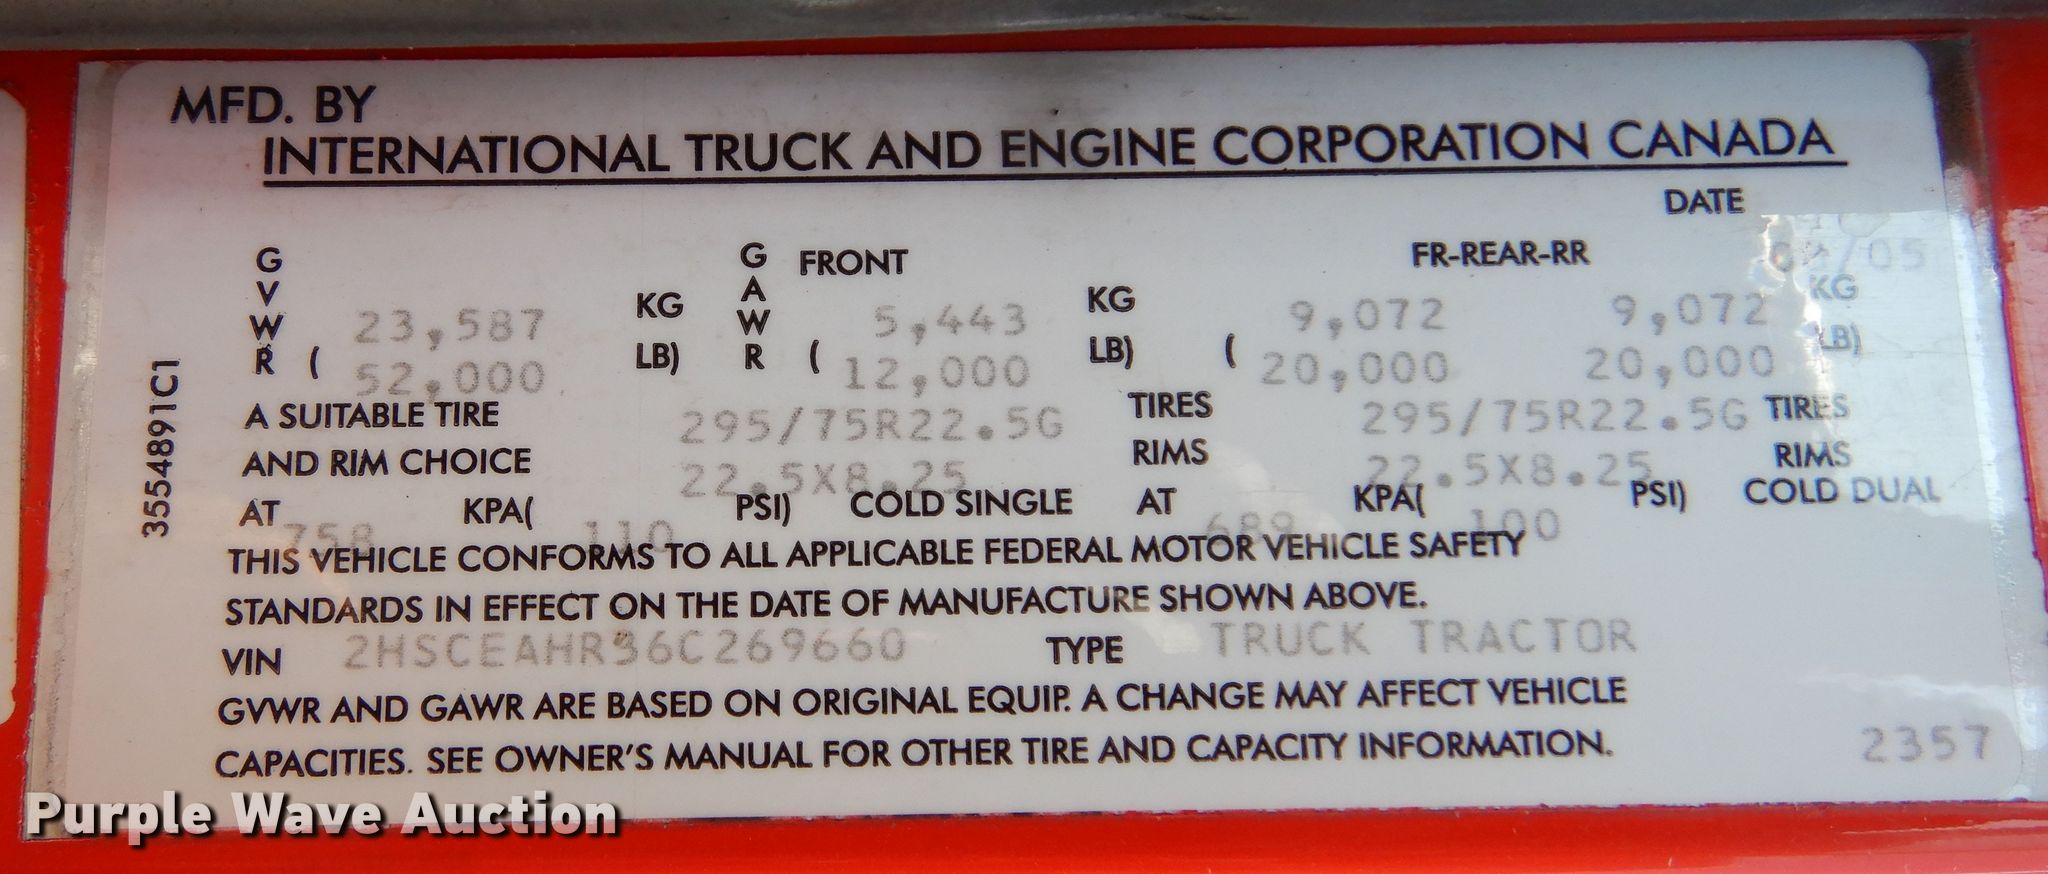 MFD. BY
INTERNATIONAL TRUCK AND ENGINE CORPORATION CANADA
DATE
GVWR GAWR FRONT FR-REAR-RR /05
23,587 KG 5,443 KG 9,072 9,072 KG
( 52,000 LB) ( 12,000 LB) ( 20,000 20,000 LB)
A SUITABLE TIRE 295/75R22.5G TIRES 295/75R22.5G TIRES
AND RIM CHOICE 22.5X8.25 RIMS 22.5X8.25 RIMS
AT 758 KPA( 110 PSI) COLD SINGLE AT 689 KPA( 100 PSI) COLD DUAL
THIS VEHICLE CONFORMS TO ALL APPLICABLE FEDERAL MOTOR VEHICLE SAFETY
STANDARDS IN EFFECT ON THE DATE OF MANUFACTURE SHOWN ABOVE.
VIN 2HSCEAHR36C269660 TYPE TRUCK TRACTOR
GVWR AND GAWR ARE BASED ON ORIGINAL EQUIP. A CHANGE MAY AFFECT VEHICLE
CAPACITIES. SEE OWNER'S MANUAL FOR OTHER TIRE AND CAPACITY INFORMATION.
2357
3554891C1
Purple Wave Auction